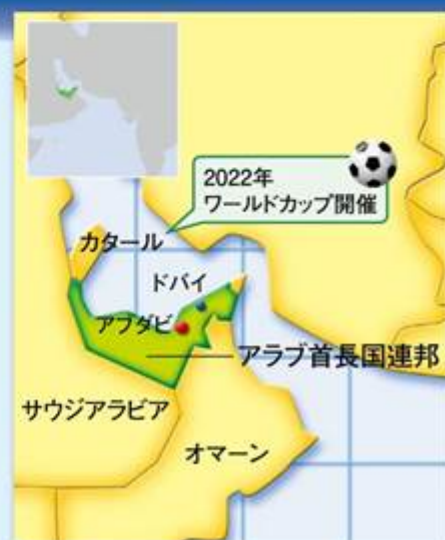 2022年
ワールドカップ開催
カタール
ドバイ
アブダビ
アラブ首長国連邦
サウジアラビア
オマーン